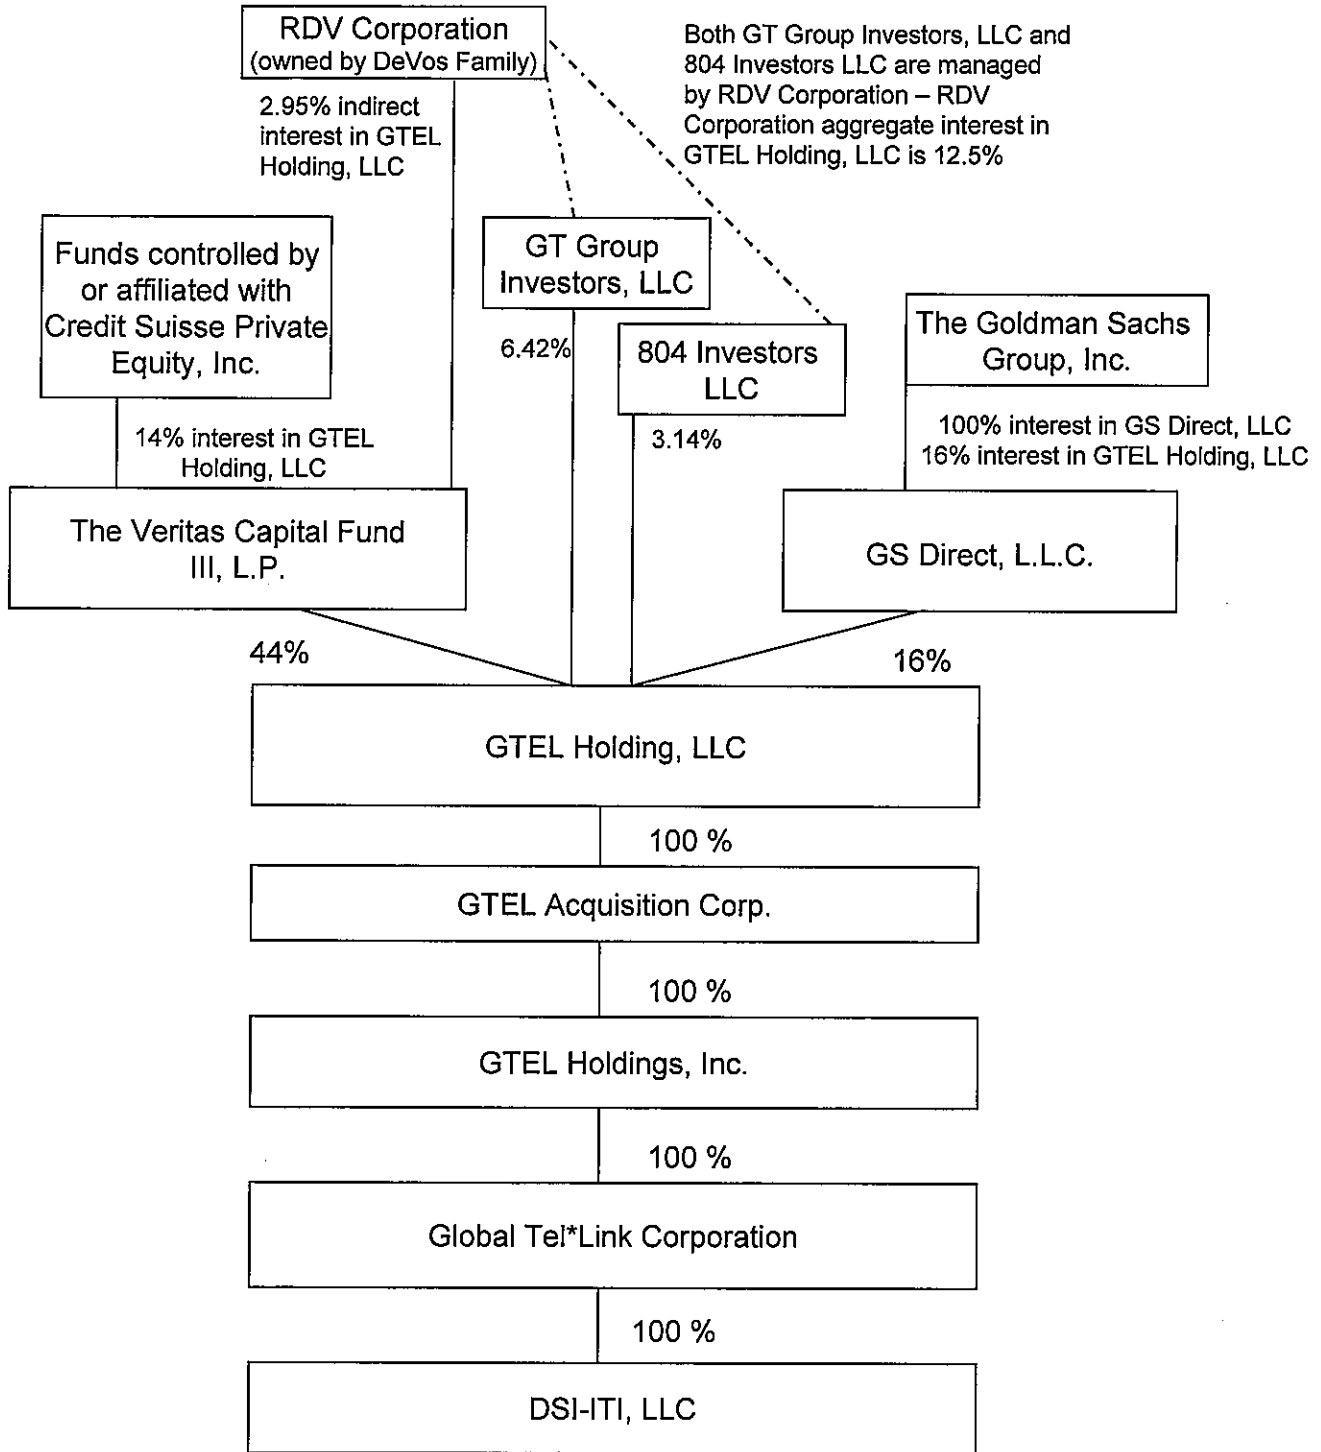 RDV Corporation
(owned by DeVos Family)
Both GT Group Investors, LLC and
804 Investors LLC are managed
by RDV Corporation – RDV
Corporation aggregate interest in
GTEL Holding, LLC is 12.5%
2.95% indirect
interest in GTEL
Holding, LLC
Funds controlled by
or affiliated with
Credit Suisse Private
Equity, Inc.
GT Group
Investors, LLC
804 Investors
LLC
The Goldman Sachs
Group, Inc.
14% interest in GTEL
Holding, LLC
6.42%
3.14%
100% interest in GS Direct, LLC
16% interest in GTEL Holding, LLC
The Veritas Capital Fund
III, L.P.
GS Direct, L.L.C.
44%
16%
GTEL Holding, LLC
100 %
GTEL Acquisition Corp.
100 %
GTEL Holdings, Inc.
100 %
Global Tel*Link Corporation
100 %
DSI-ITI, LLC